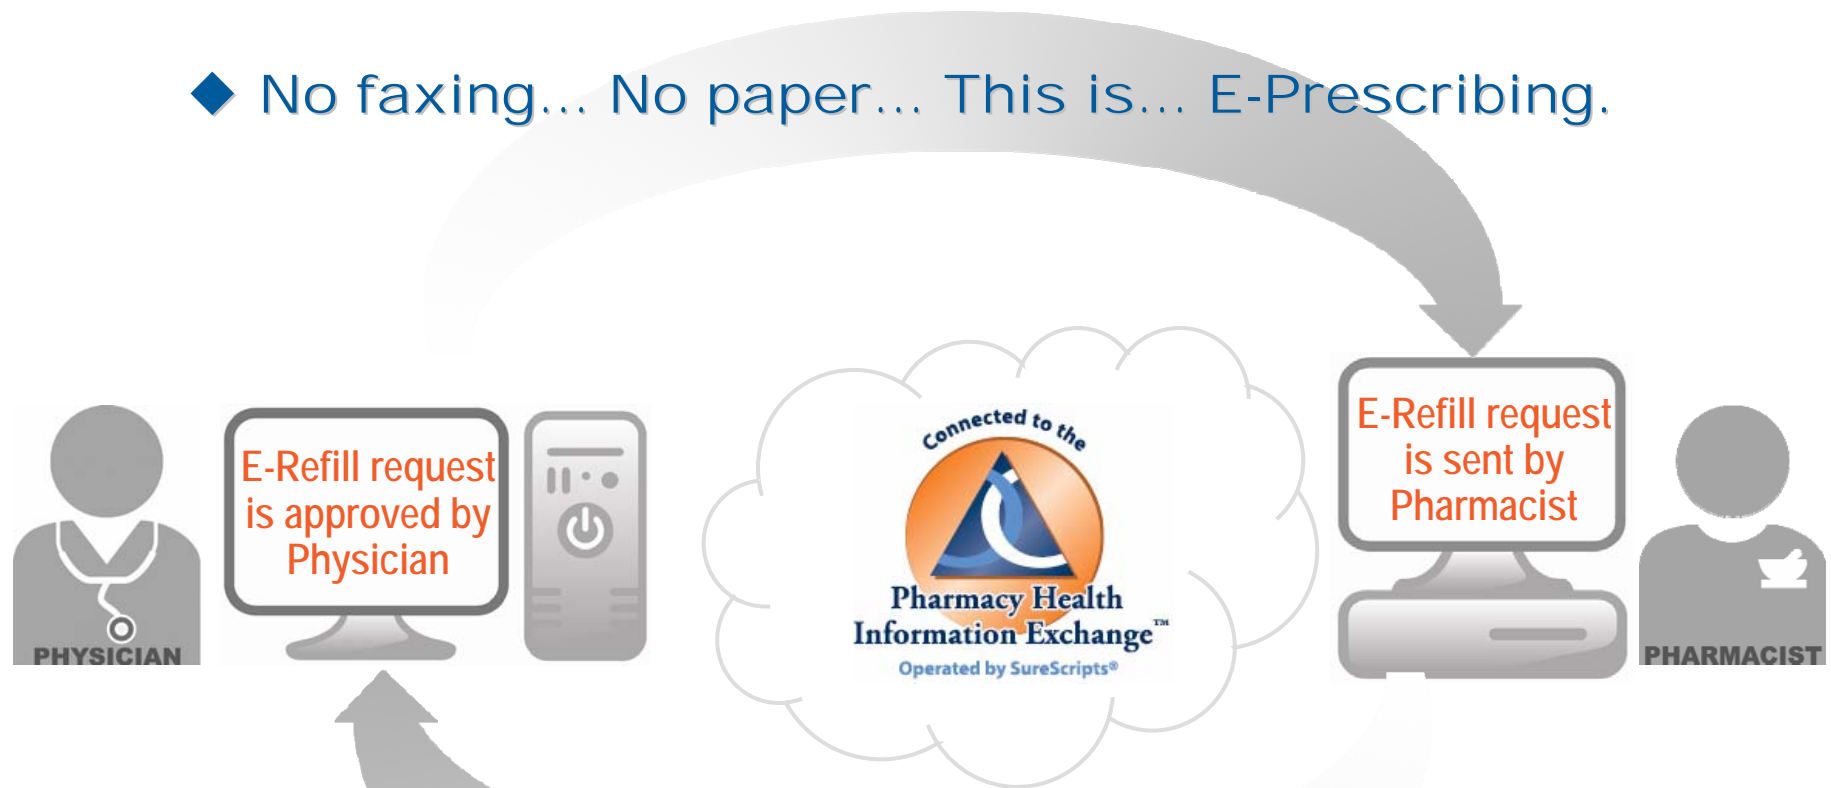 ◆ No faxing... No paper... This is... E-Prescribing.
E-Refill request
is approved by
Physician
PHYSICIAN
Connected to the
Pharmacy Health
Information Exchange™
Operated by SureScripts®
E-Refill request
is sent by
Pharmacist
PHARMACIST